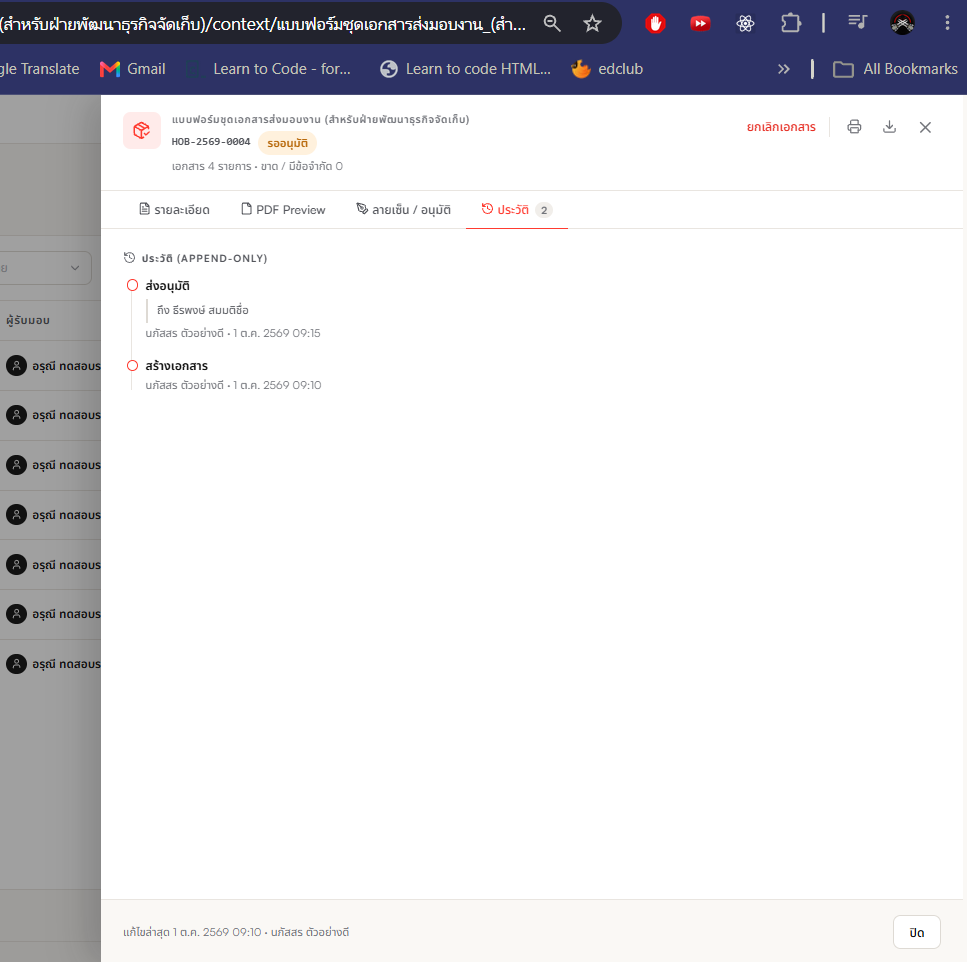 (สำหรับฝ่ายพัฒนาธุรกิจจัดเก็บ)/context/แบบฟอร์มชุดเอกสารส่งมอบงาน_(สำ...
gle Translate
Gmail
Learn to Code - for...
Learn to code HTML...
edclub
All Bookmarks
แบบฟอร์มชุดเอกสารส่งมอบงาน (สำหรับฝ่ายพัฒนาธุรกิจจัดเก็บ)
HOB-2569-0004 รออนุมัติ
เอกสาร 4 รายการ • ขาด / มีข้อจำกัด 0
ยกเลิกเอกสาร
รายละเอียด
PDF Preview
ลายเซ็น / อนุมัติ
ประวัติ 2
ประวัติ (APPEND-ONLY)
ส่งอนุมัติ
ถึง ธีรพงษ์ สมมติชื่อ
นภัสสร ตัวอย่างดี • 1 ต.ค. 2569 09:15
สร้างเอกสาร
นภัสสร ตัวอย่างดี • 1 ต.ค. 2569 09:10
ผู้รับมอบ
อรุณี ทดสอบร
อรุณี ทดสอบร
อรุณี ทดสอบร
อรุณี ทดสอบร
อรุณี ทดสอบร
อรุณี ทดสอบร
อรุณี ทดสอบร
แก้ไขล่าสุด 1 ต.ค. 2569 09:10 • นภัสสร ตัวอย่างดี
ปิด